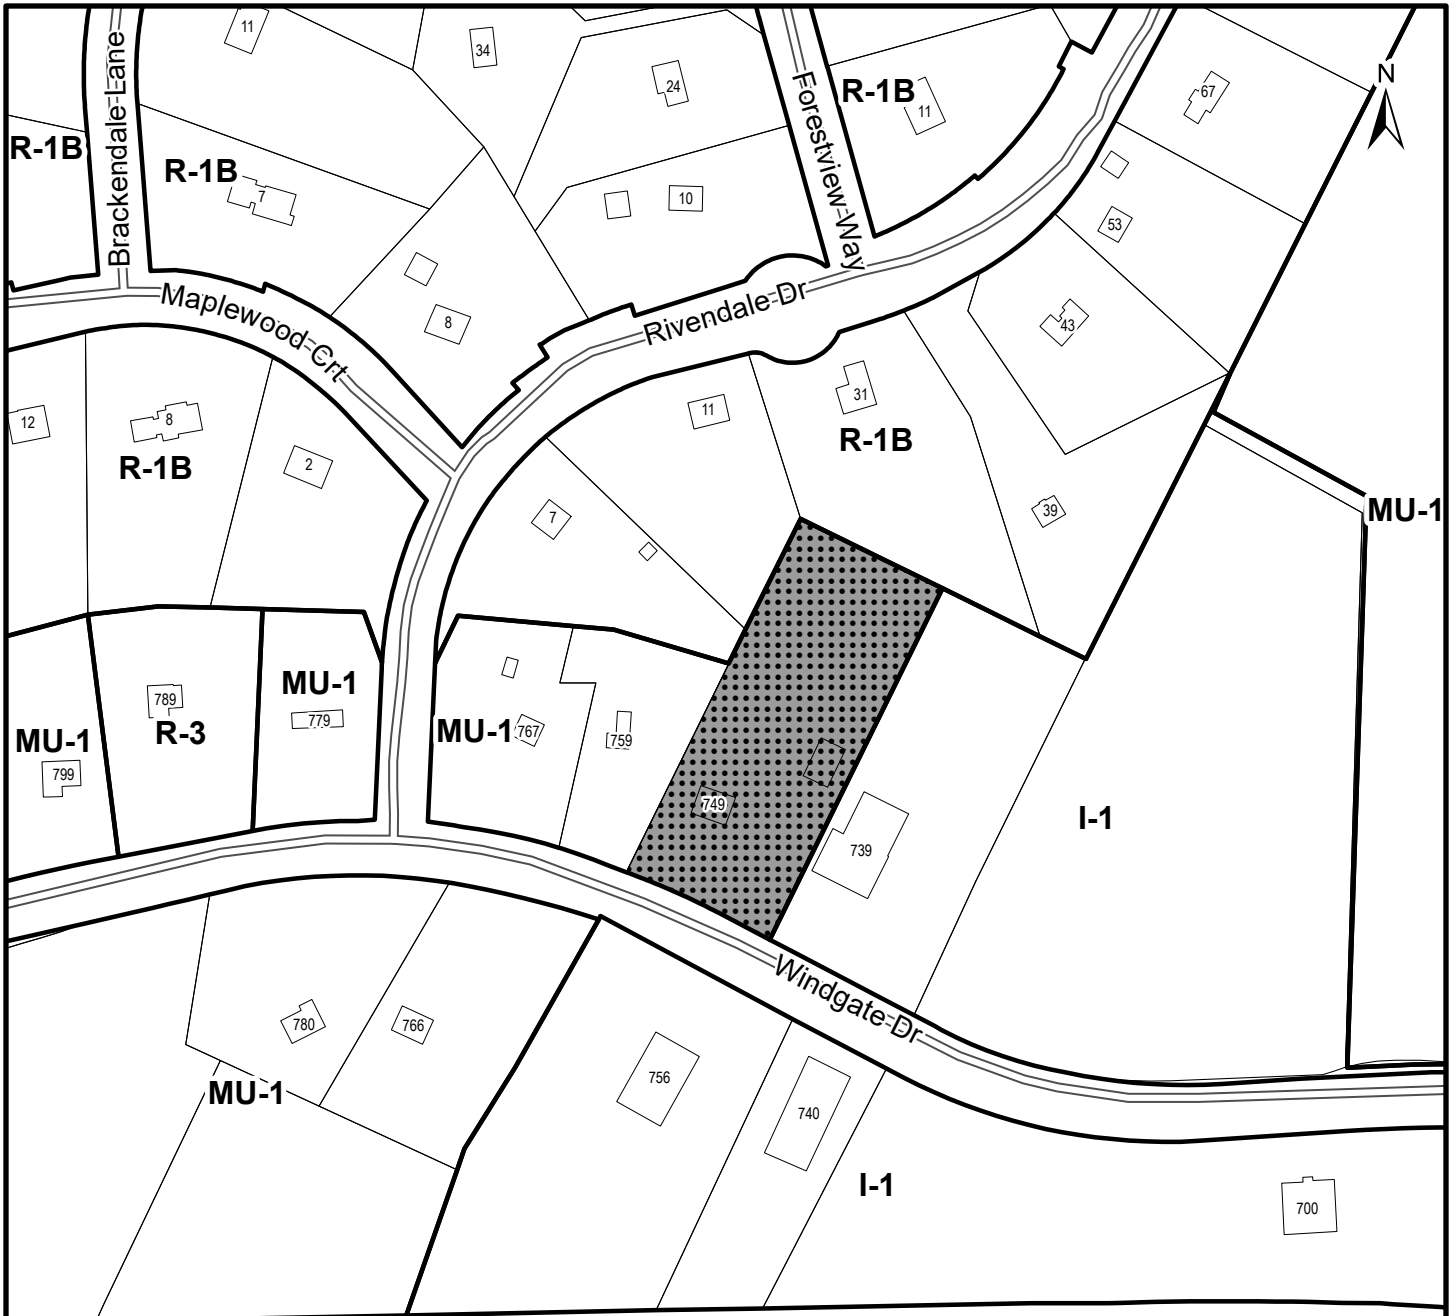 11
34
24
67
N
R-1B
11
R-1B
R-1B
7
10
53
Brackendale Lane
Forestview Way
Maplewood Crt
Rivendale Dr
8
43
31
11
12
8
2
R-1B
R-1B
7
39
MU-1
789
MU-1
779
R-3
MU-1
799
MU-1
767
759
749
739
I-1
Windgate Dr
780
766
MU-1
756
740
I-1
700